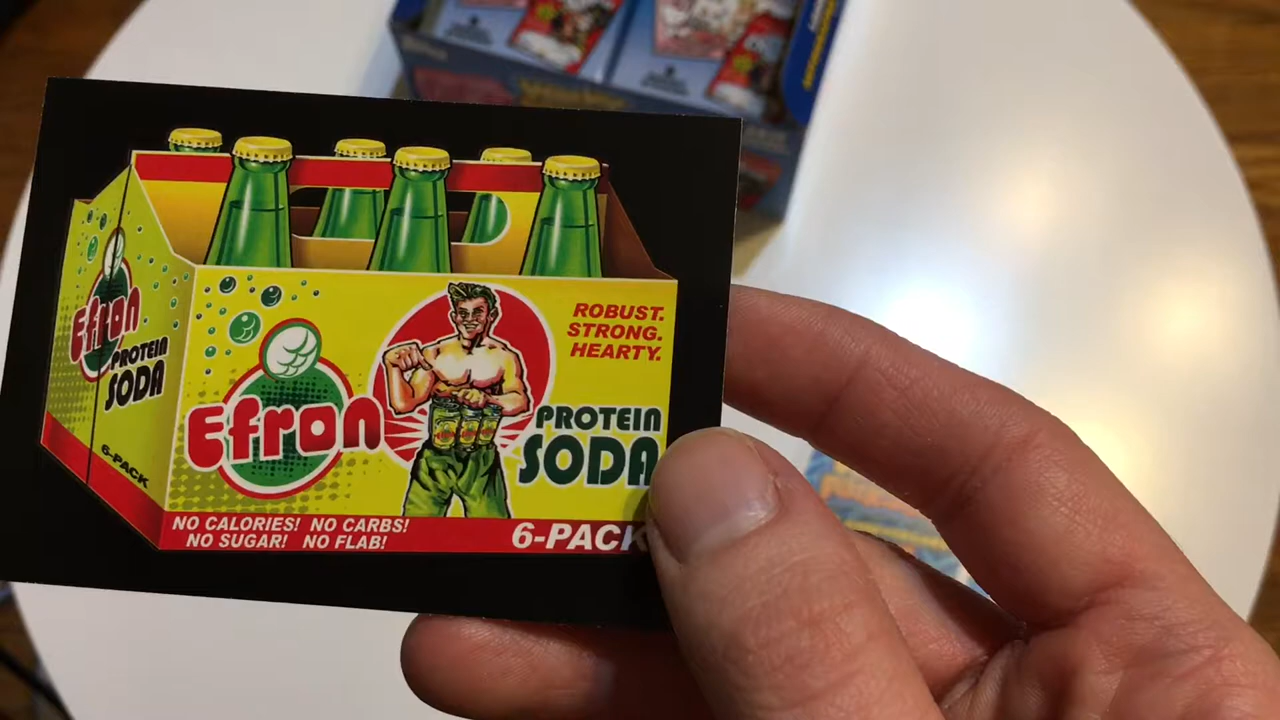 Efron
PROTEIN
SODA
6-PACK
Efron
ROBUST.
STRONG.
HEARTY.
PROTEIN
SODA
NO CALORIES! NO CARBS!
NO SUGAR! NO FLAB!
6-PACK